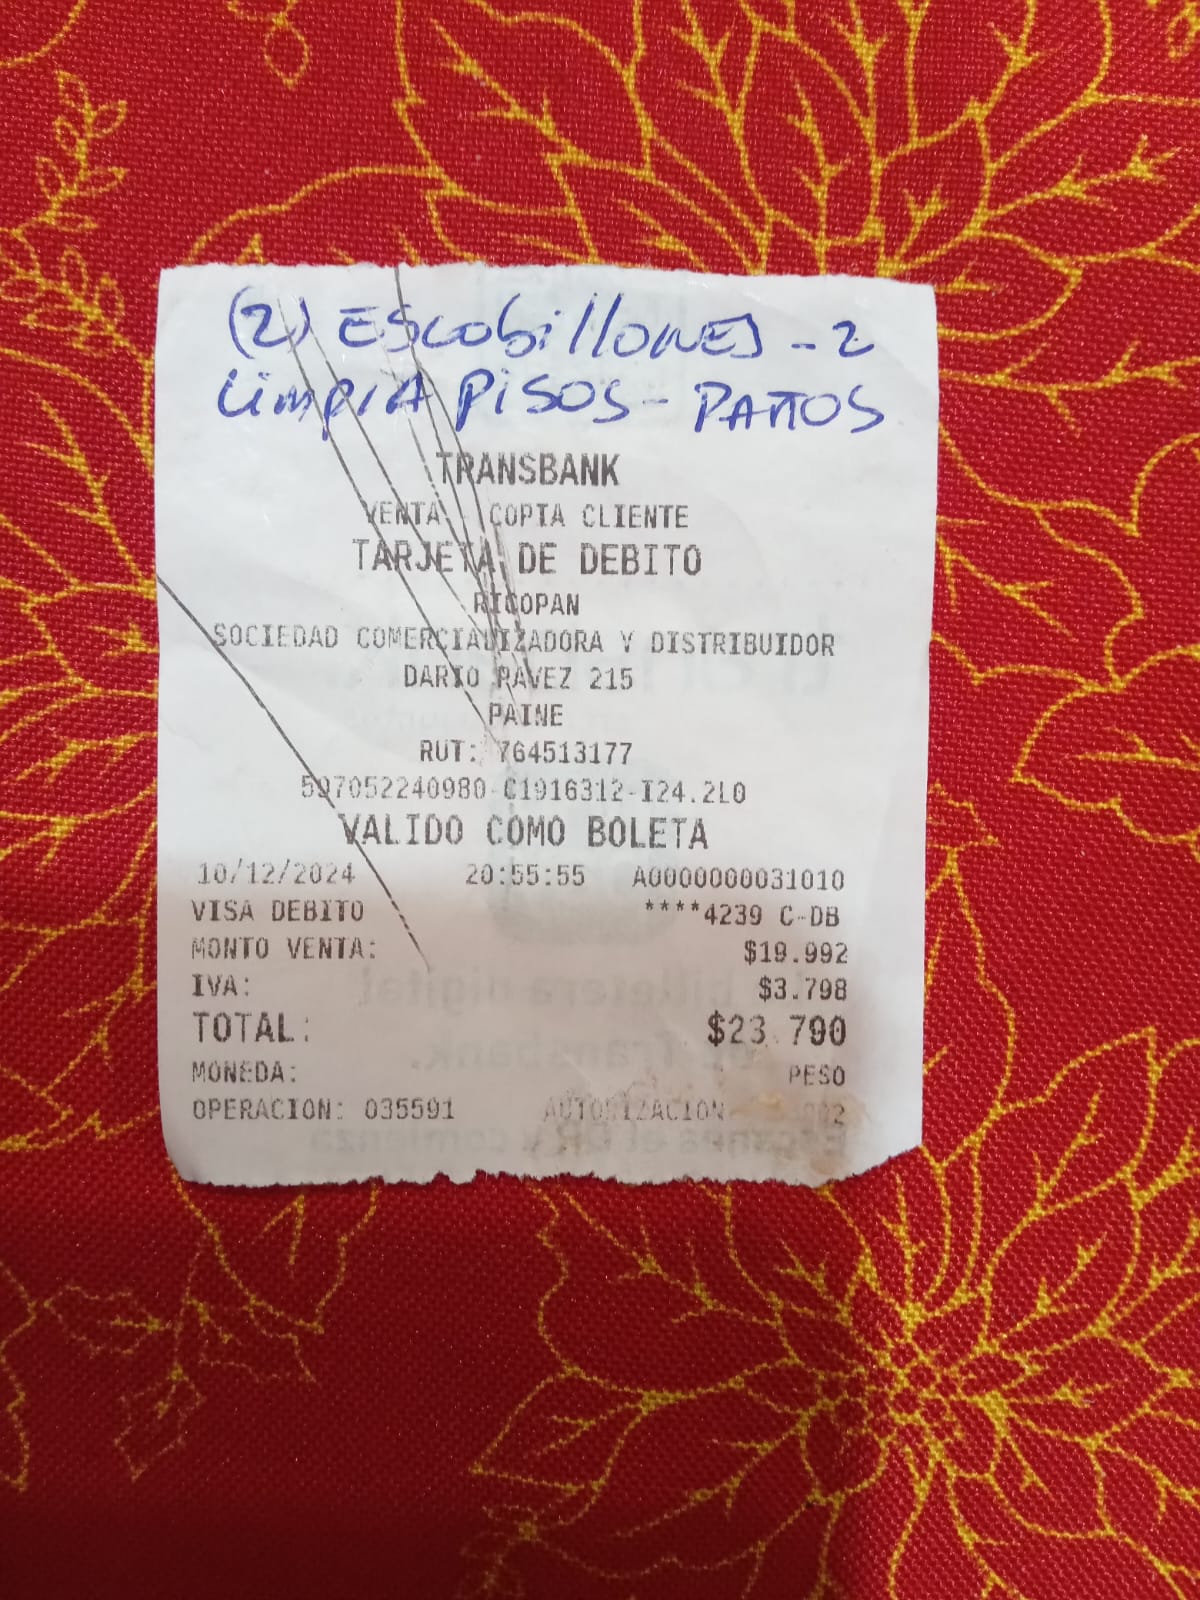 (2) ESCobillONES - 2
Limpia PISOS - PAÑOS
TRANSBANK
VENTA - COPIA CLIENTE
TARJETA DE DEBITO
RICOPAN
SOCIEDAD COMERCIALIZADORA Y DISTRIBUIDOR
DARIO PAVEZ 215
PAINE
RUT: 764513177
597052240980-C1916312-I24.2L0
VALIDO COMO BOLETA
10/12/2024 20:55:55 A0000000031010
VISA DEBITO ****4239 C-DB
MONTO VENTA: $19.992
IVA: $3.798
TOTAL: $23.790
MONEDA: PESO
OPERACION: 035591 AUTORIZACION